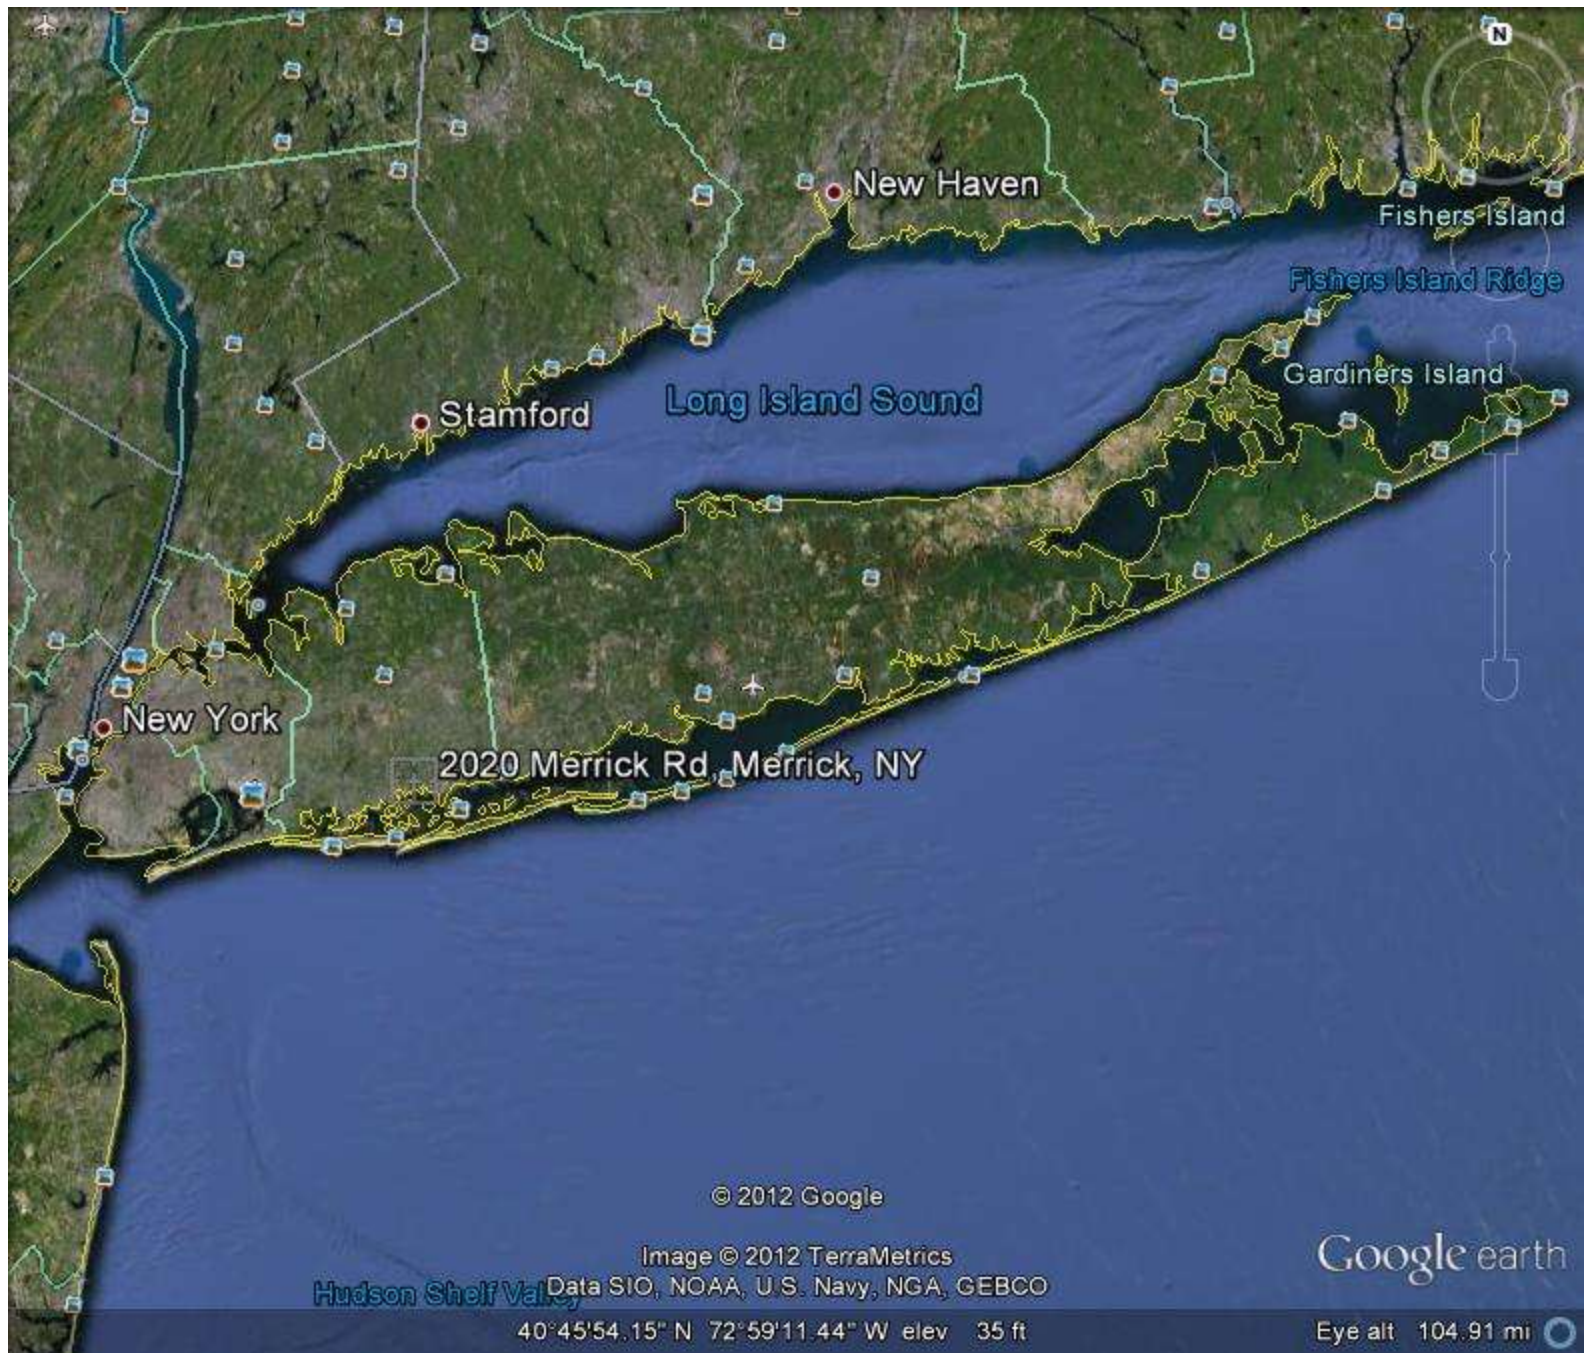 N
New Haven
Fishers Island
Fishers Island Ridge
Gardiners Island
Long Island Sound
Stamford
New York
2020 Merrick Rd, Merrick, NY
© 2012 Google
Image © 2012 TerraMetrics
Google earth
Hudson Shelf Valley
Data SIO, NOAA, U.S. Navy, NGA, GEBCO
40°45'54.15" N 72°59'11.44" W elev 35 ft
Eye alt 104.91 mi